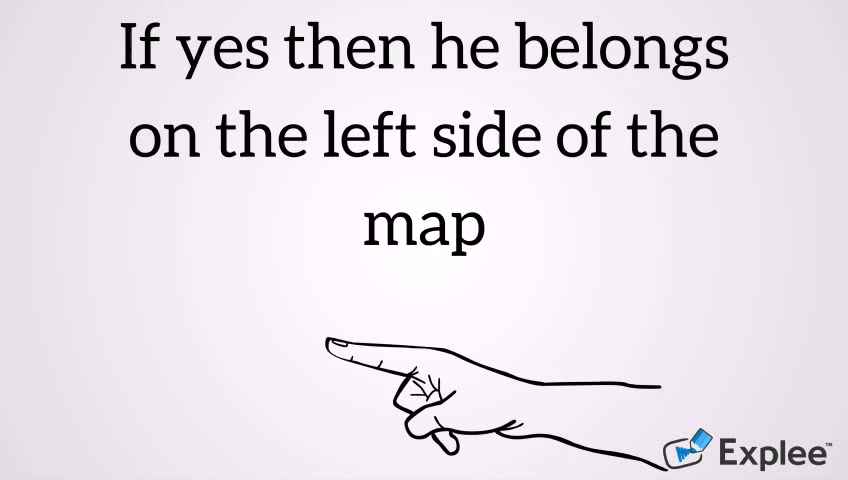 If yes then he belongs
on the left side of the
map
Explee™